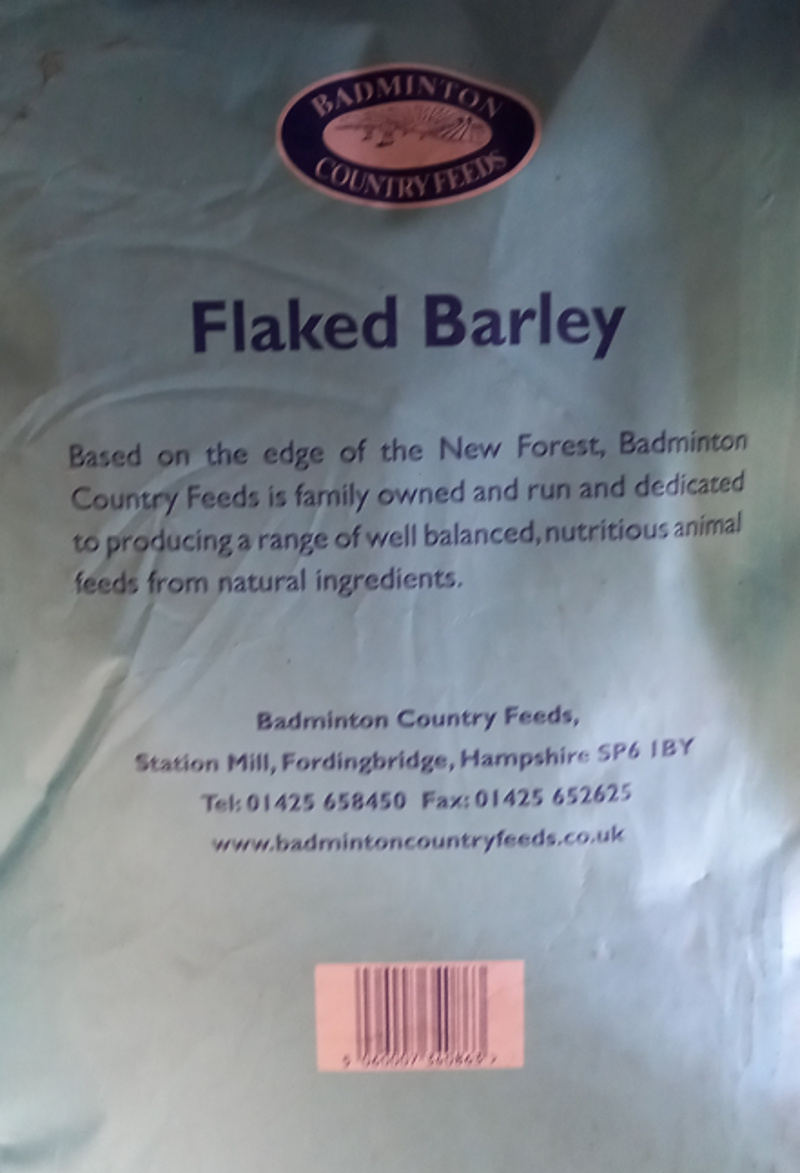 BADMINTON
COUNTRY FEEDS
Flaked Barley
Based on the edge of the New Forest, Badminton
Country Feeds is family owned and run and dedicated
to producing a range of well balanced, nutritious animal
feeds from natural ingredients.
Badminton Country Feeds,
Station Mill, Fordingbridge, Hampshire SP6 1BY
Tel: 01425 658450 Fax: 01425 652625
www.badmintoncountryfeeds.co.uk